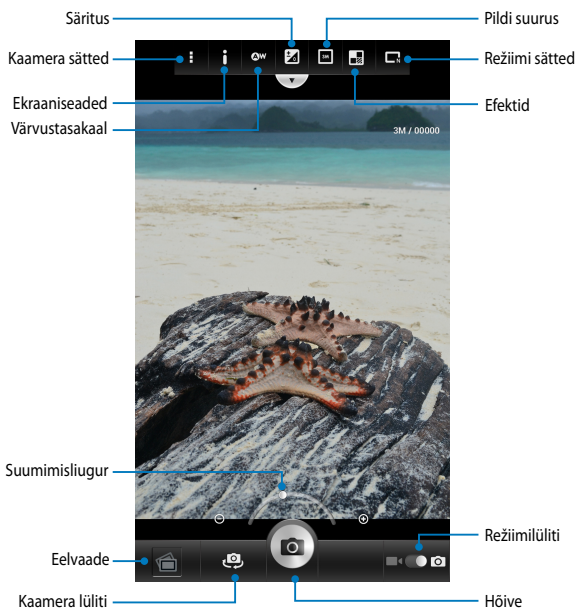 Säritus
Pildi suurus
Kaamera sätted
Režiimi sätted
Ekraaniseaded
Efektid
Värvustasakaal
3M / 00000
Suumimisliugur
Režiimilüliti
Eelvaade
Kaamera lüliti
Hõive